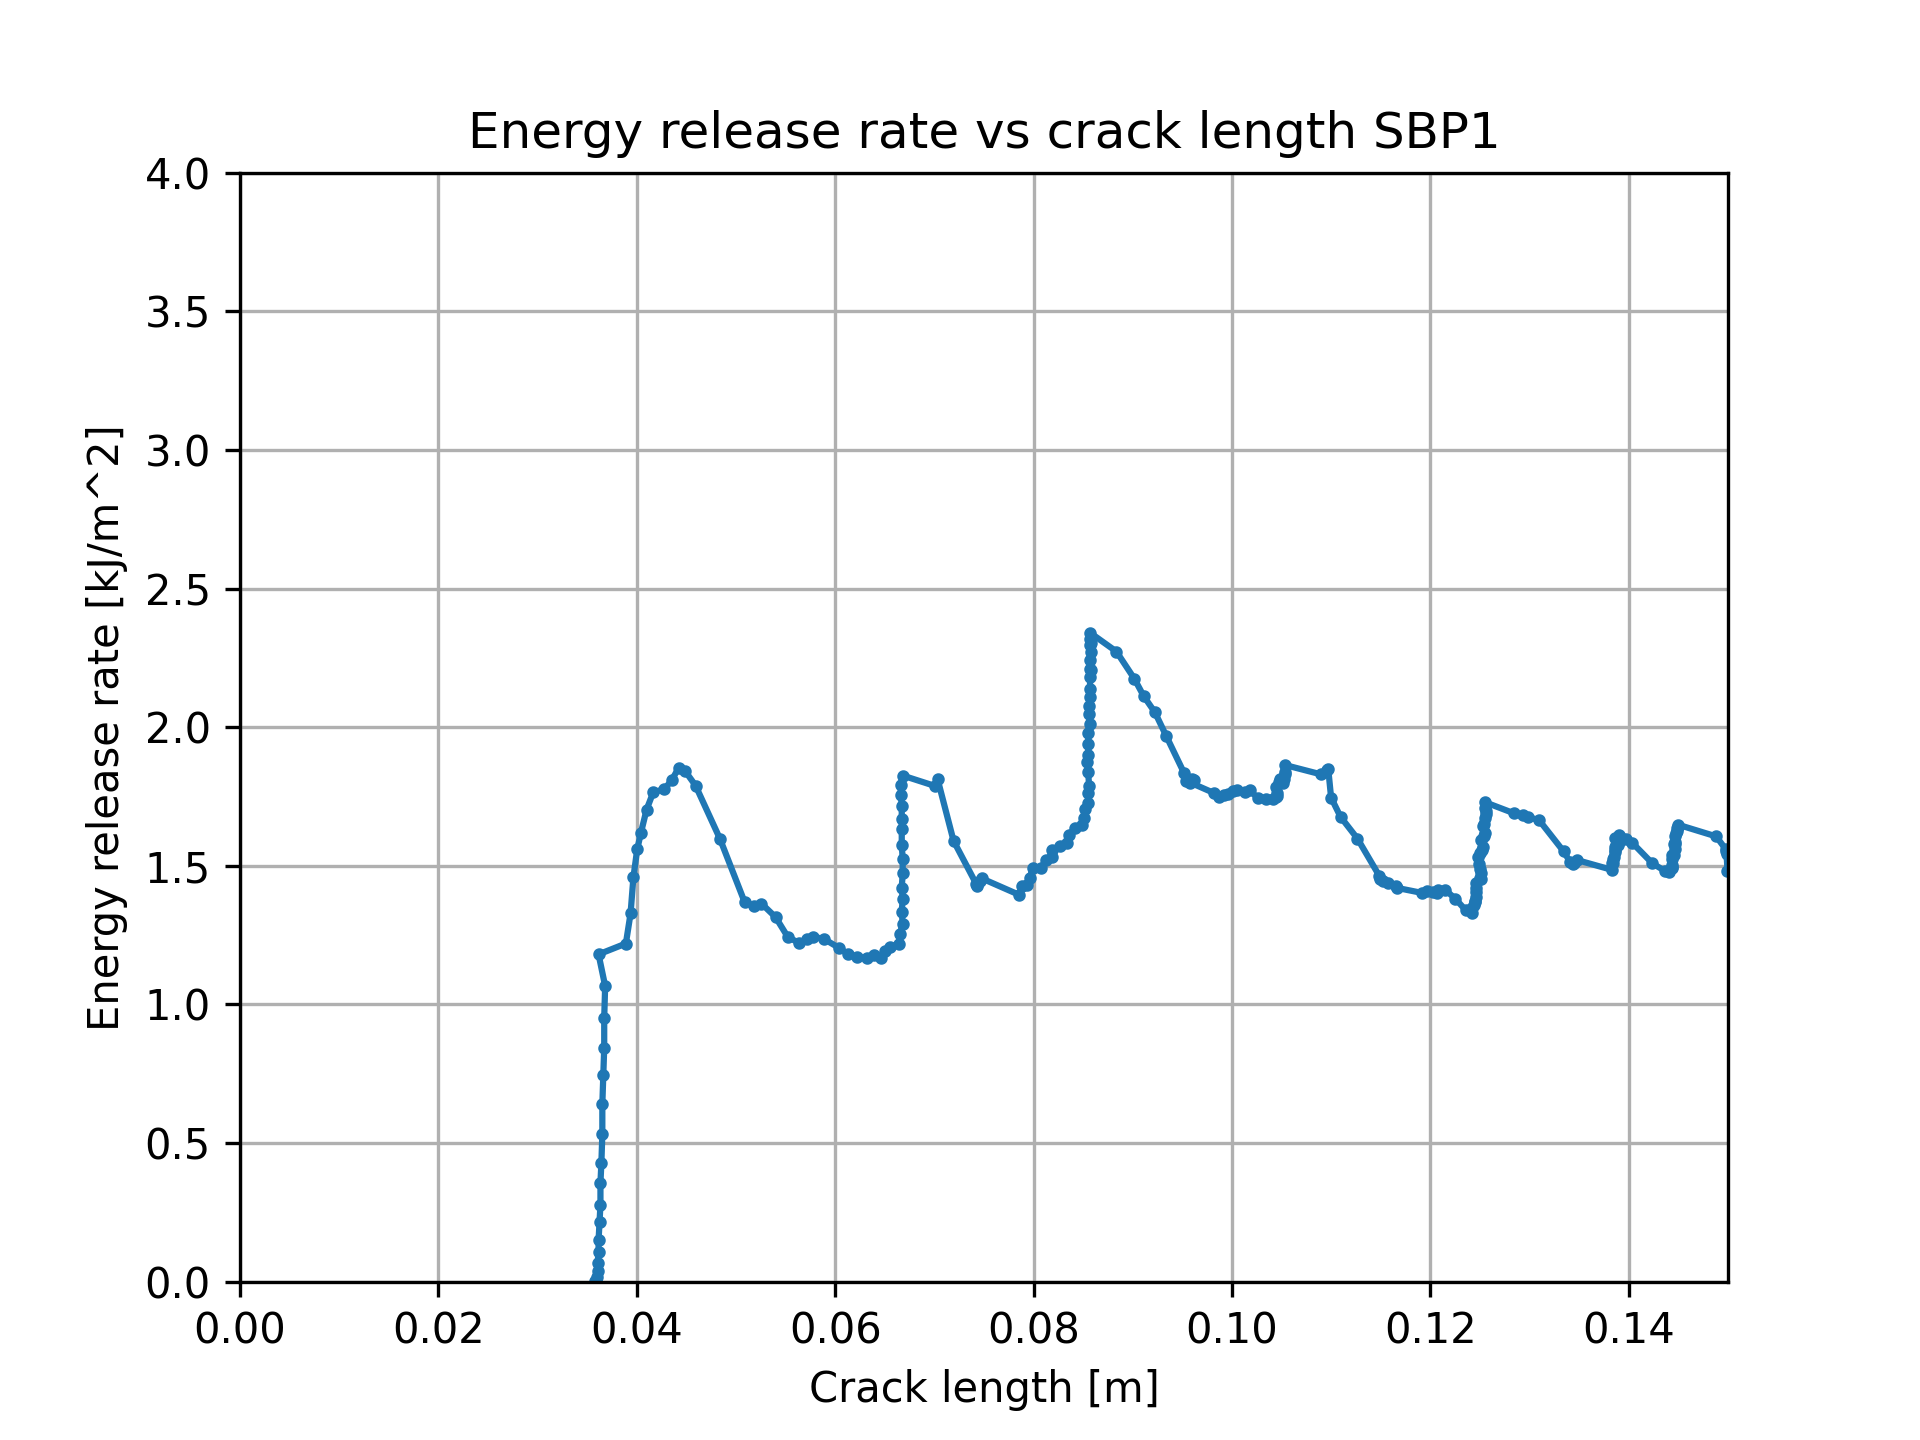 Energy release rate vs crack length SBP1
4.0
3.5
3.0
2.5
2.0
1.5
1.0
0.5
0.0
Energy release rate [kJ/m^2]
0.00 0.02 0.04 0.06 0.08 0.10 0.12 0.14
Crack length [m]